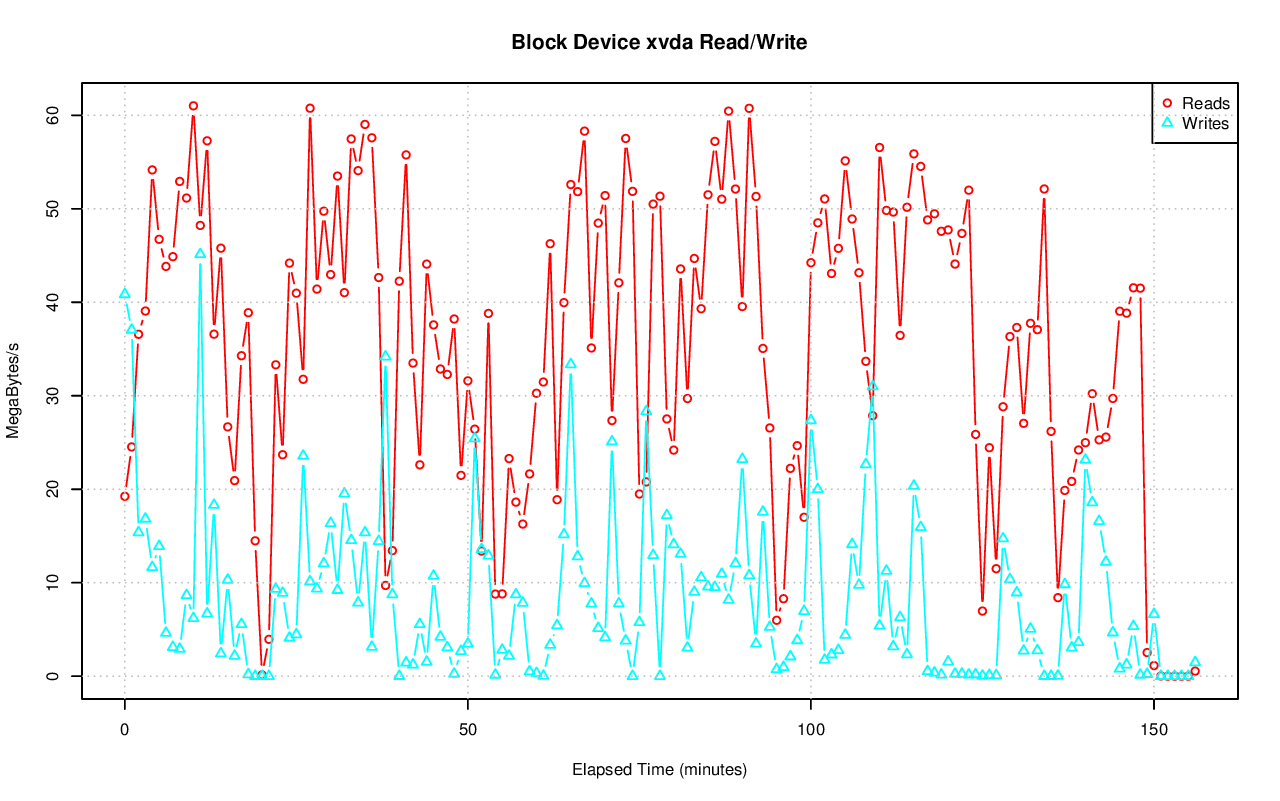 Block Device xvda Read/Write
Reads
Writes
60
50
40
30
20
10
0
MegaBytes/s
0
50
100
150
Elapsed Time (minutes)